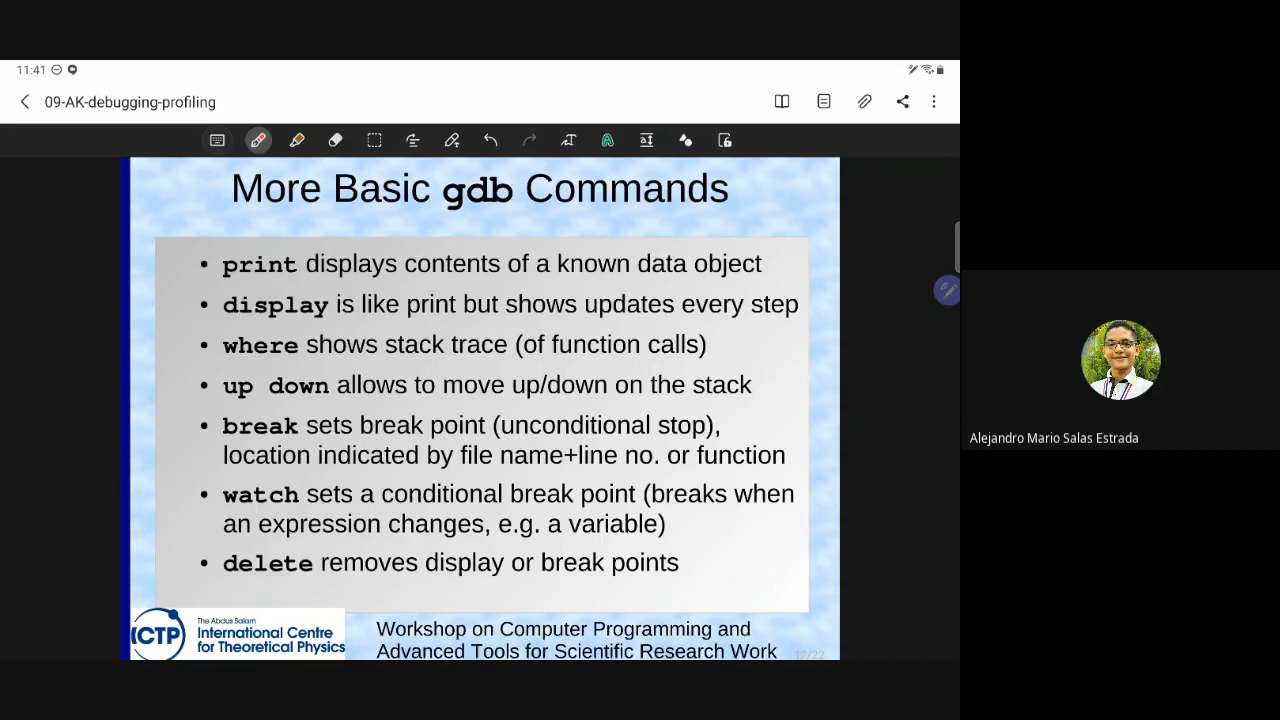 11:41
09-AK-debugging-profiling
More Basic gdb Commands
• print displays contents of a known data object
• display is like print but shows updates every step
• where shows stack trace (of function calls)
• up down allows to move up/down on the stack
• break sets break point (unconditional stop),
location indicated by file name+line no. or function
• watch sets a conditional break point (breaks when
an expression changes, e.g. a variable)
• delete removes display or break points
ICTP
The Abdus Salam
International Centre
for Theoretical Physics
Workshop on Computer Programming and
Advanced Tools for Scientific Research Work
12/22
Alejandro Mario Salas Estrada